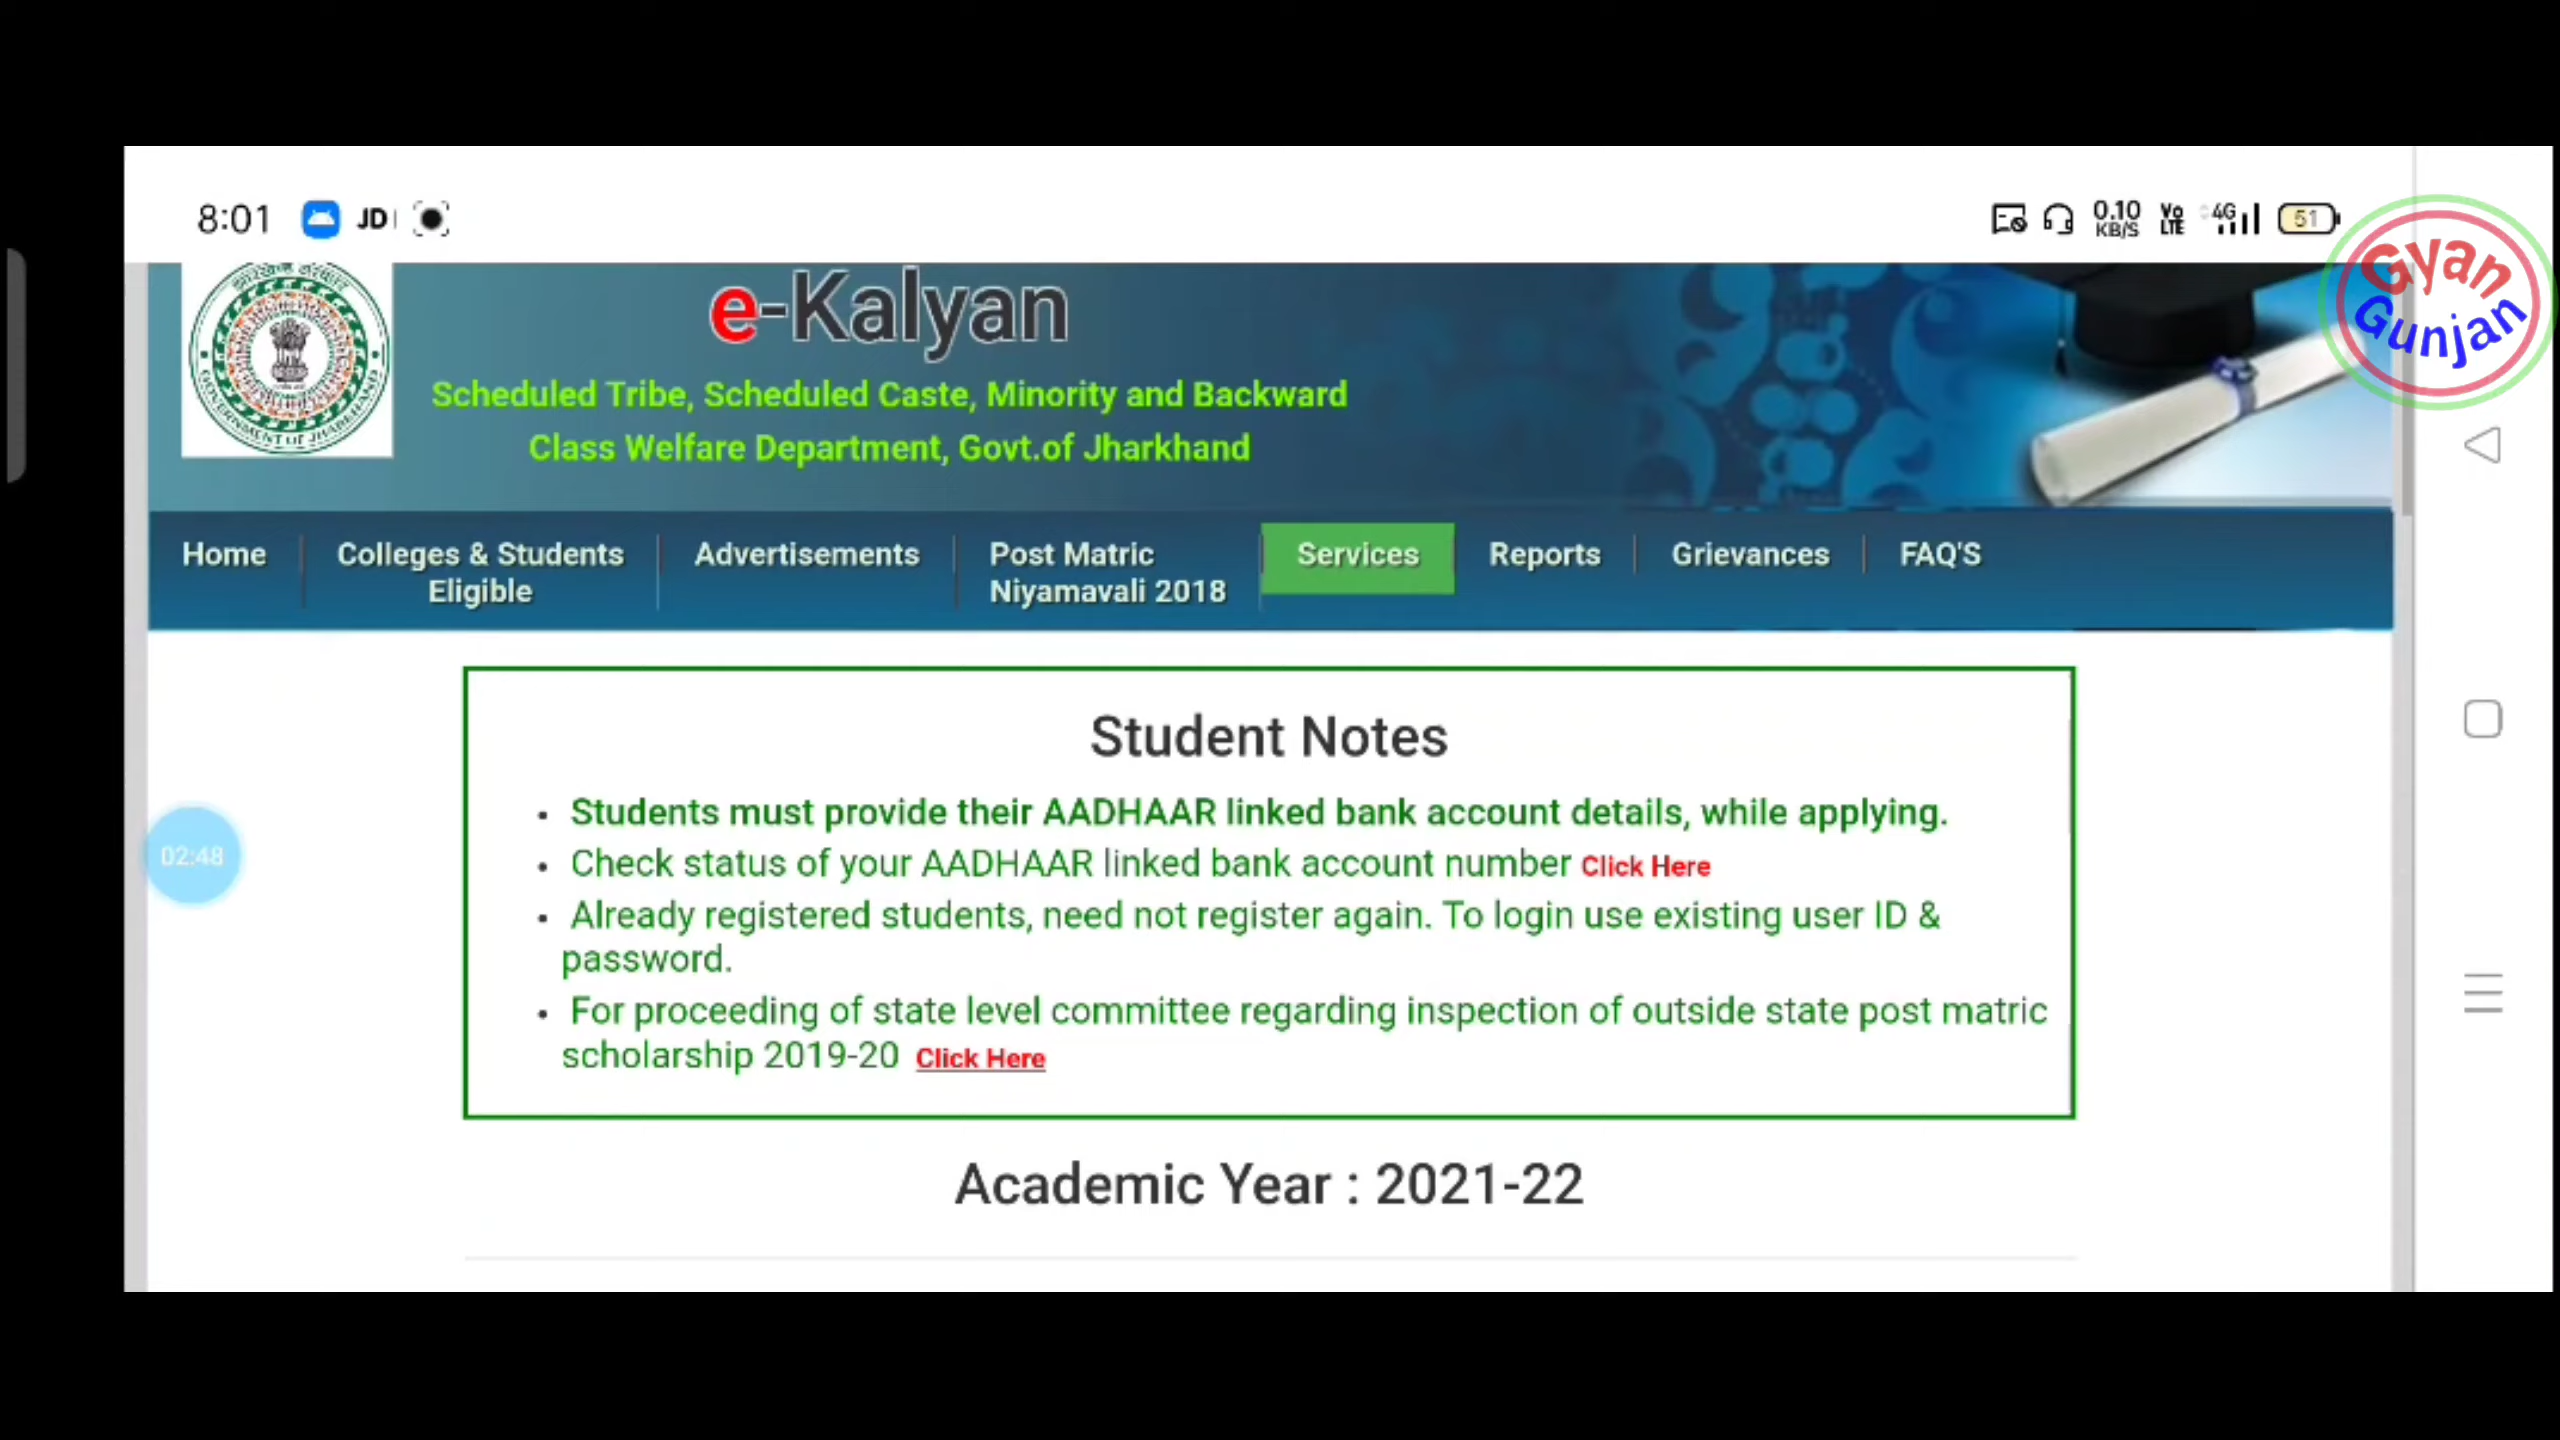 8:01 JD
0.10 KB/S Vo LTE 4G 51
Gyan Gunjan
GOVERNMENT OF JHARKHAND
e-Kalyan
Scheduled Tribe, Scheduled Caste, Minority and Backward
Class Welfare Department, Govt.of Jharkhand
Home
Colleges & Students
Eligible
Advertisements
Post Matric
Niyamavali 2018
Services
Reports
Grievances
FAQ'S
Student Notes
• Students must provide their AADHAAR linked bank account details, while applying.
• Check status of your AADHAAR linked bank account number Click Here
• Already registered students, need not register again. To login use existing user ID &
password.
• For proceeding of state level committee regarding inspection of outside state post matric
scholarship 2019-20 Click Here
02:48
Academic Year : 2021-22